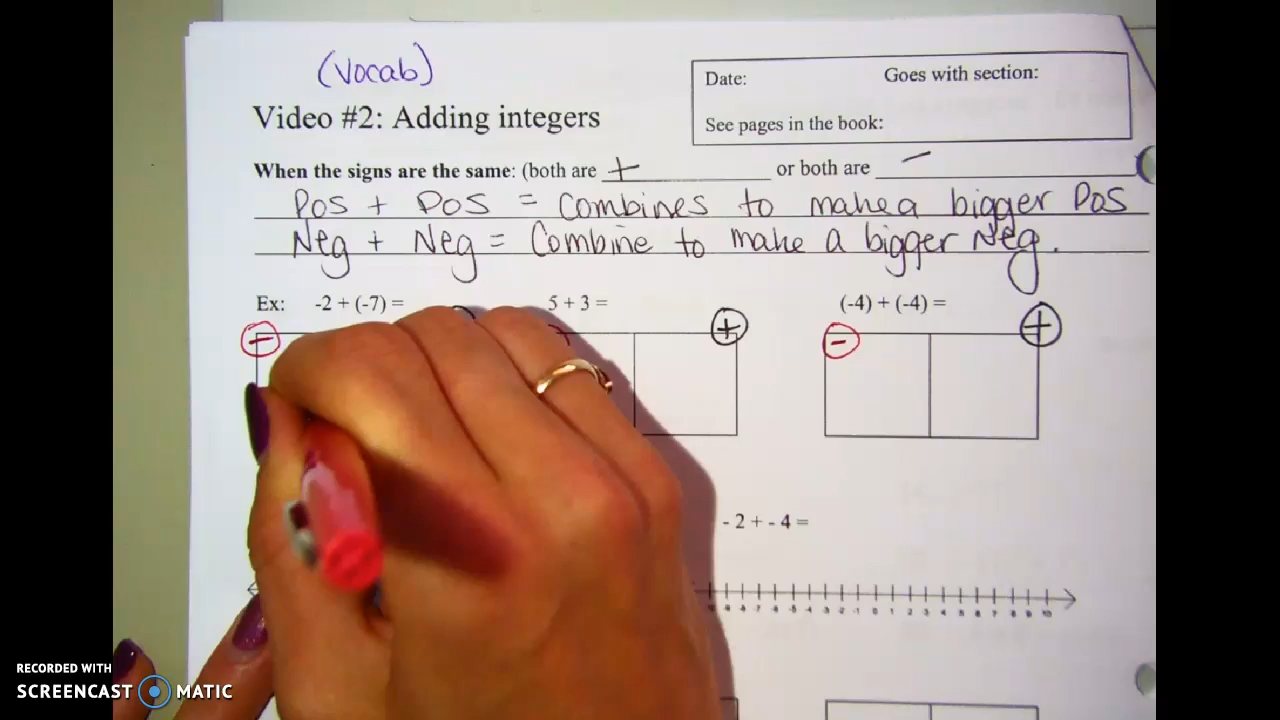 (Vocab)
Video #2: Adding integers
Date: Goes with section:
See pages in the book:
When the signs are the same: (both are + or both are −
Pos + Pos = Combines to make a bigger Pos
Neg + Neg = Combine to make a bigger Neg.
Ex: -2 + (-7) = 5 + 3 = (-4) + (-4) =
− + − +
- 2 + - 4 =
RECORDED WITH
SCREENCAST MATIC